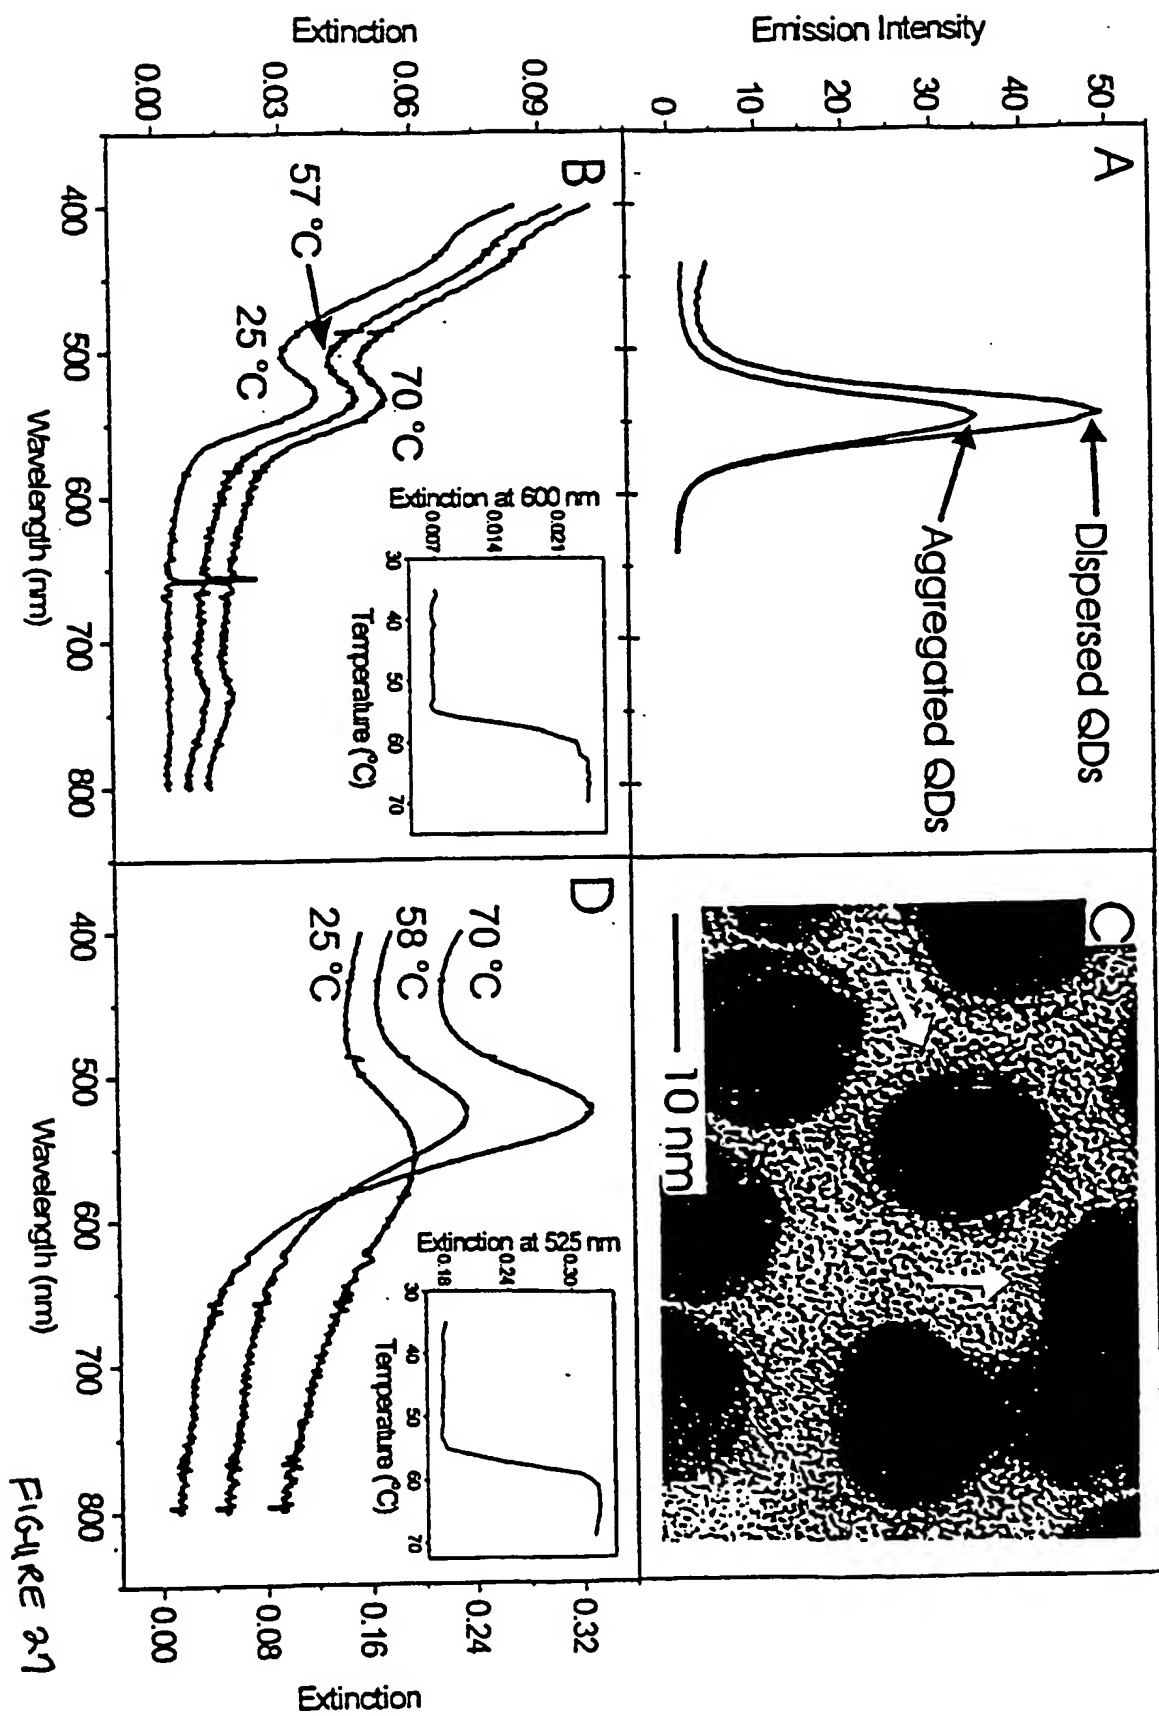 A
Emission Intensity
50
40
30
20
10
0
Dispersed QDs
Aggregated QDs
C
10 nm
B
Extinction
0.09
0.06
0.03
0.00
57 °C
25 °C
70 °C
400
500
600
700
800
Wavelength (nm)
Extinction at 600 nm
0.021
0.014
0.007
30
40
50
60
70
Temperature (°C)
D
70 °C
58 °C
25 °C
400
500
600
700
800
Wavelength (nm)
Extinction at 525 nm
0.30
0.24
0.18
30
40
50
60
70
Temperature (°C)
0.32
0.24
0.16
0.08
0.00
Extinction
FIGURE 27